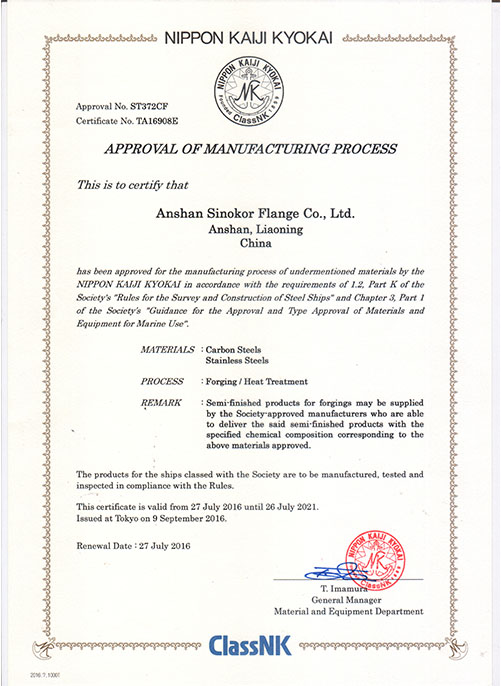 NIPPON KAIJI KYOKAI
NIPPON KAIJI KYOKAI
NK
Founded 1899
ClassNK
Approval No. ST372CF
Certificate No. TA16908E
APPROVAL OF MANUFACTURING PROCESS
This is to certify that
Anshan Sinokor Flange Co., Ltd.
Anshan, Liaoning
China
has been approved for the manufacturing process of undermentioned materials by the
NIPPON KAIJI KYOKAI in accordance with the requirements of 1.2, Part K of the
Society's "Rules for the Survey and Construction of Steel Ships" and Chapter 3, Part 1
of the Society's "Guidance for the Approval and Type Approval of Materials and
Equipment for Marine Use".
MATERIALS : Carbon Steels
Stainless Steels
PROCESS : Forging / Heat Treatment
REMARK : Semi-finished products for forgings may be supplied
by the Society-approved manufacturers who are able
to deliver the said semi-finished products with the
specified chemical composition corresponding to the
above materials approved.
The products for the ships classed with the Society are to be manufactured, tested and
inspected in compliance with the Rules.
This certificate is valid from 27 July 2016 until 26 July 2021.
Issued at Tokyo on 9 September 2016.
Renewal Date : 27 July 2016
NIPPON KAIJI KYOKAI
NK
T. Imamura
General Manager
Material and Equipment Department
ClassNK